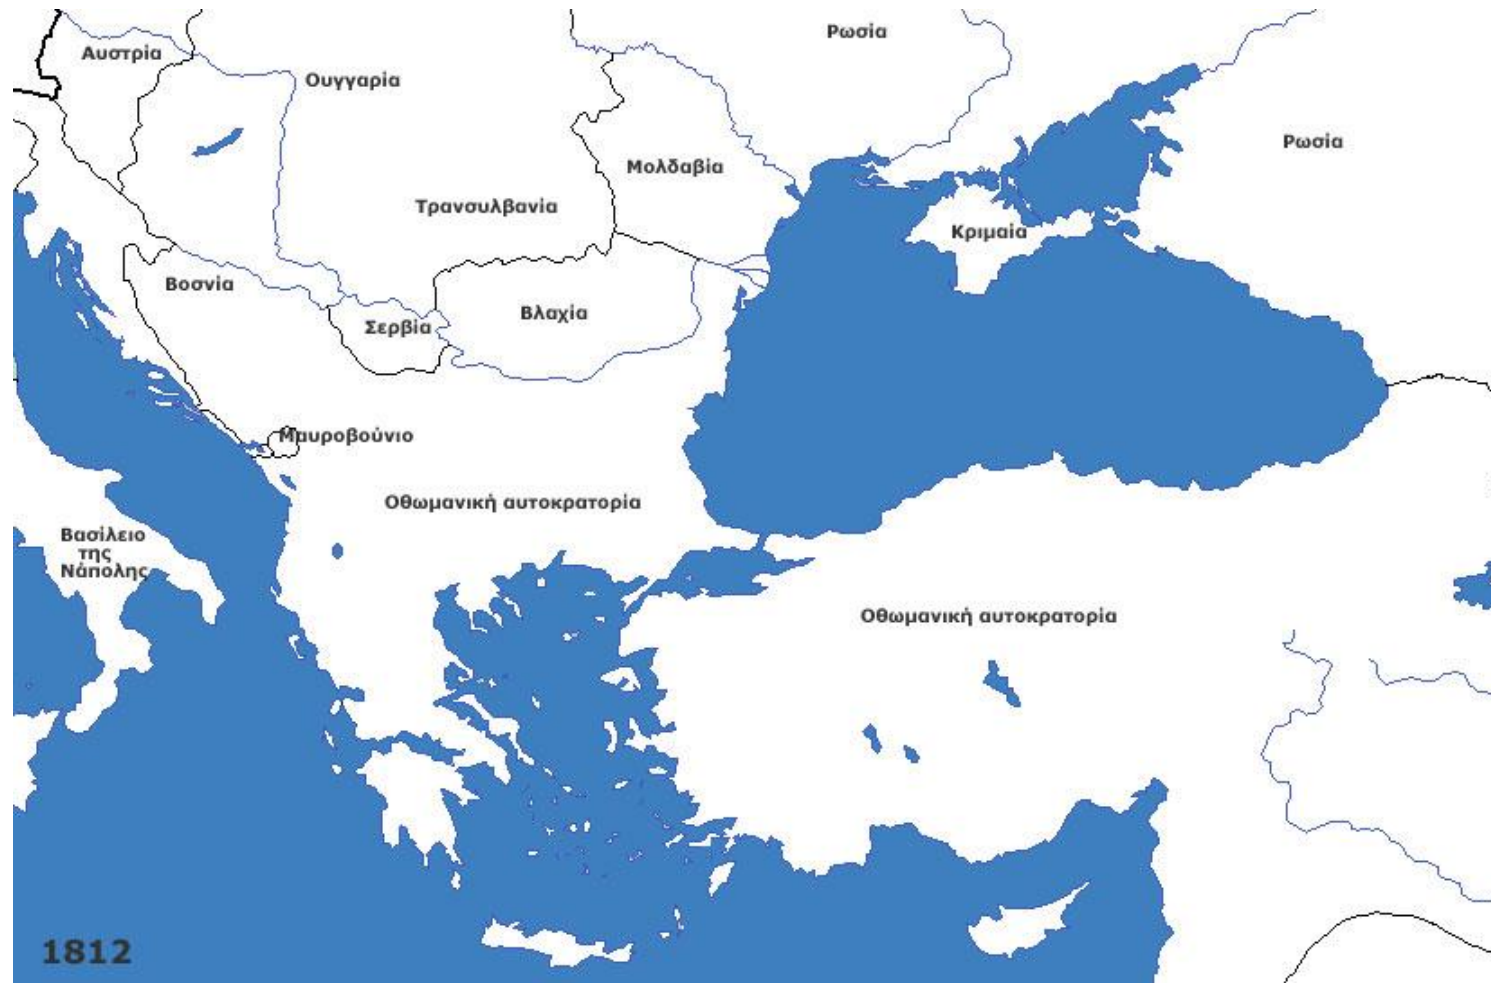 Ρωσία
Αυστρία
Ουγγαρία
Ρωσία
Μολδαβία
Τρανσυλβανία
Κριμαία
Βοσνία
Βλαχία
Σερβία
Μαυροβούνιο
Οθωμανική αυτοκρατορία
Βασίλειο
της
Νάπολης
Οθωμανική αυτοκρατορία
1812